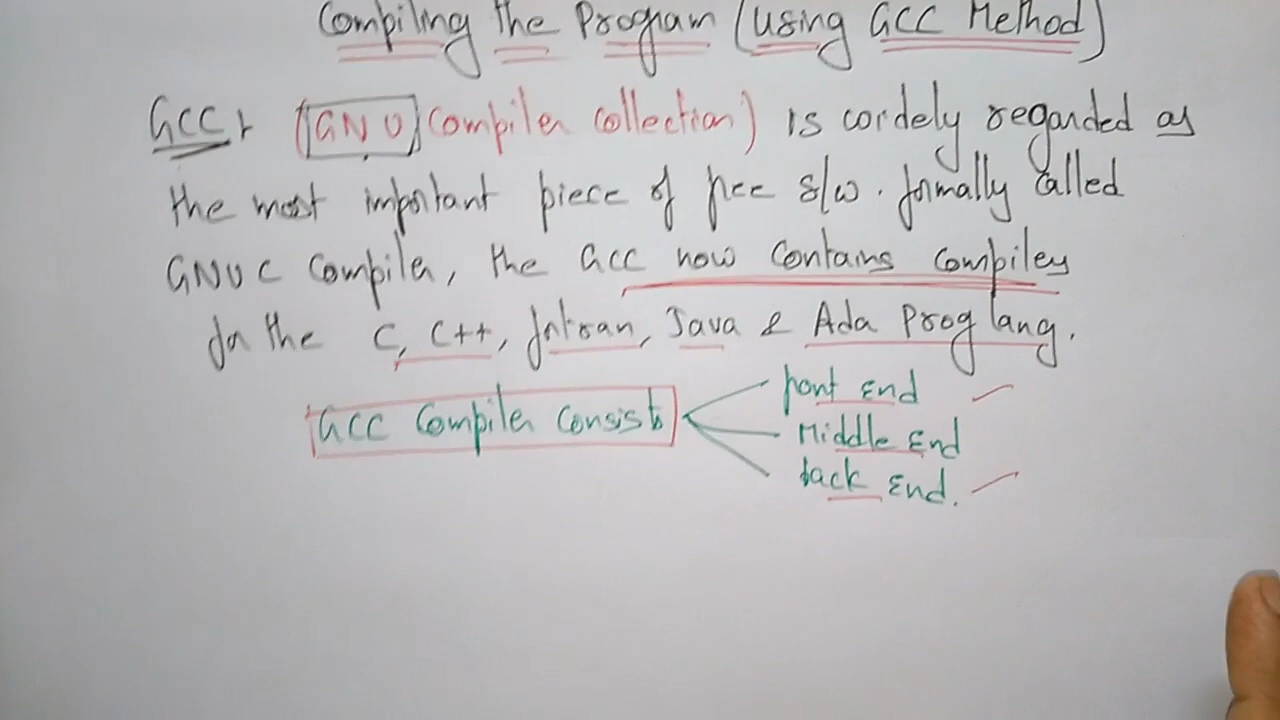 Compiling the Program (using GCC Method)
GCC: (GNU Compiler Collection) is cordely regarded as
the most important piece of free s/w. formally called
GNU C Compiler, the GCC now contains compilers
for the C, C++, fortran, Java & Ada Prog lang.
GCC Compiler Consists
front End
Middle End
back End.